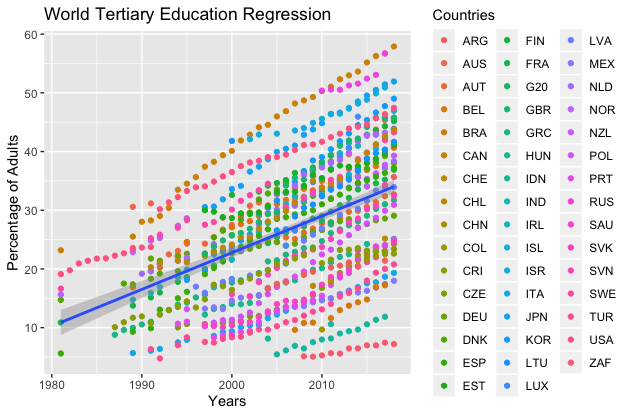 World Tertiary Education Regression
Percentage of Adults
60
50
40
30
20
10
1980 1990 2000 2010
Years
Countries
ARG FIN LVA
AUS FRA MEX
AUT G20 NLD
BEL GBR NOR
BRA GRC NZL
CAN HUN POL
CHE IDN PRT
CHL IND RUS
CHN IRL SAU
COL ISL SVK
CRI ISR SVN
CZE ITA SWE
DEU JPN TUR
DNK KOR USA
ESP LTU ZAF
EST LUX